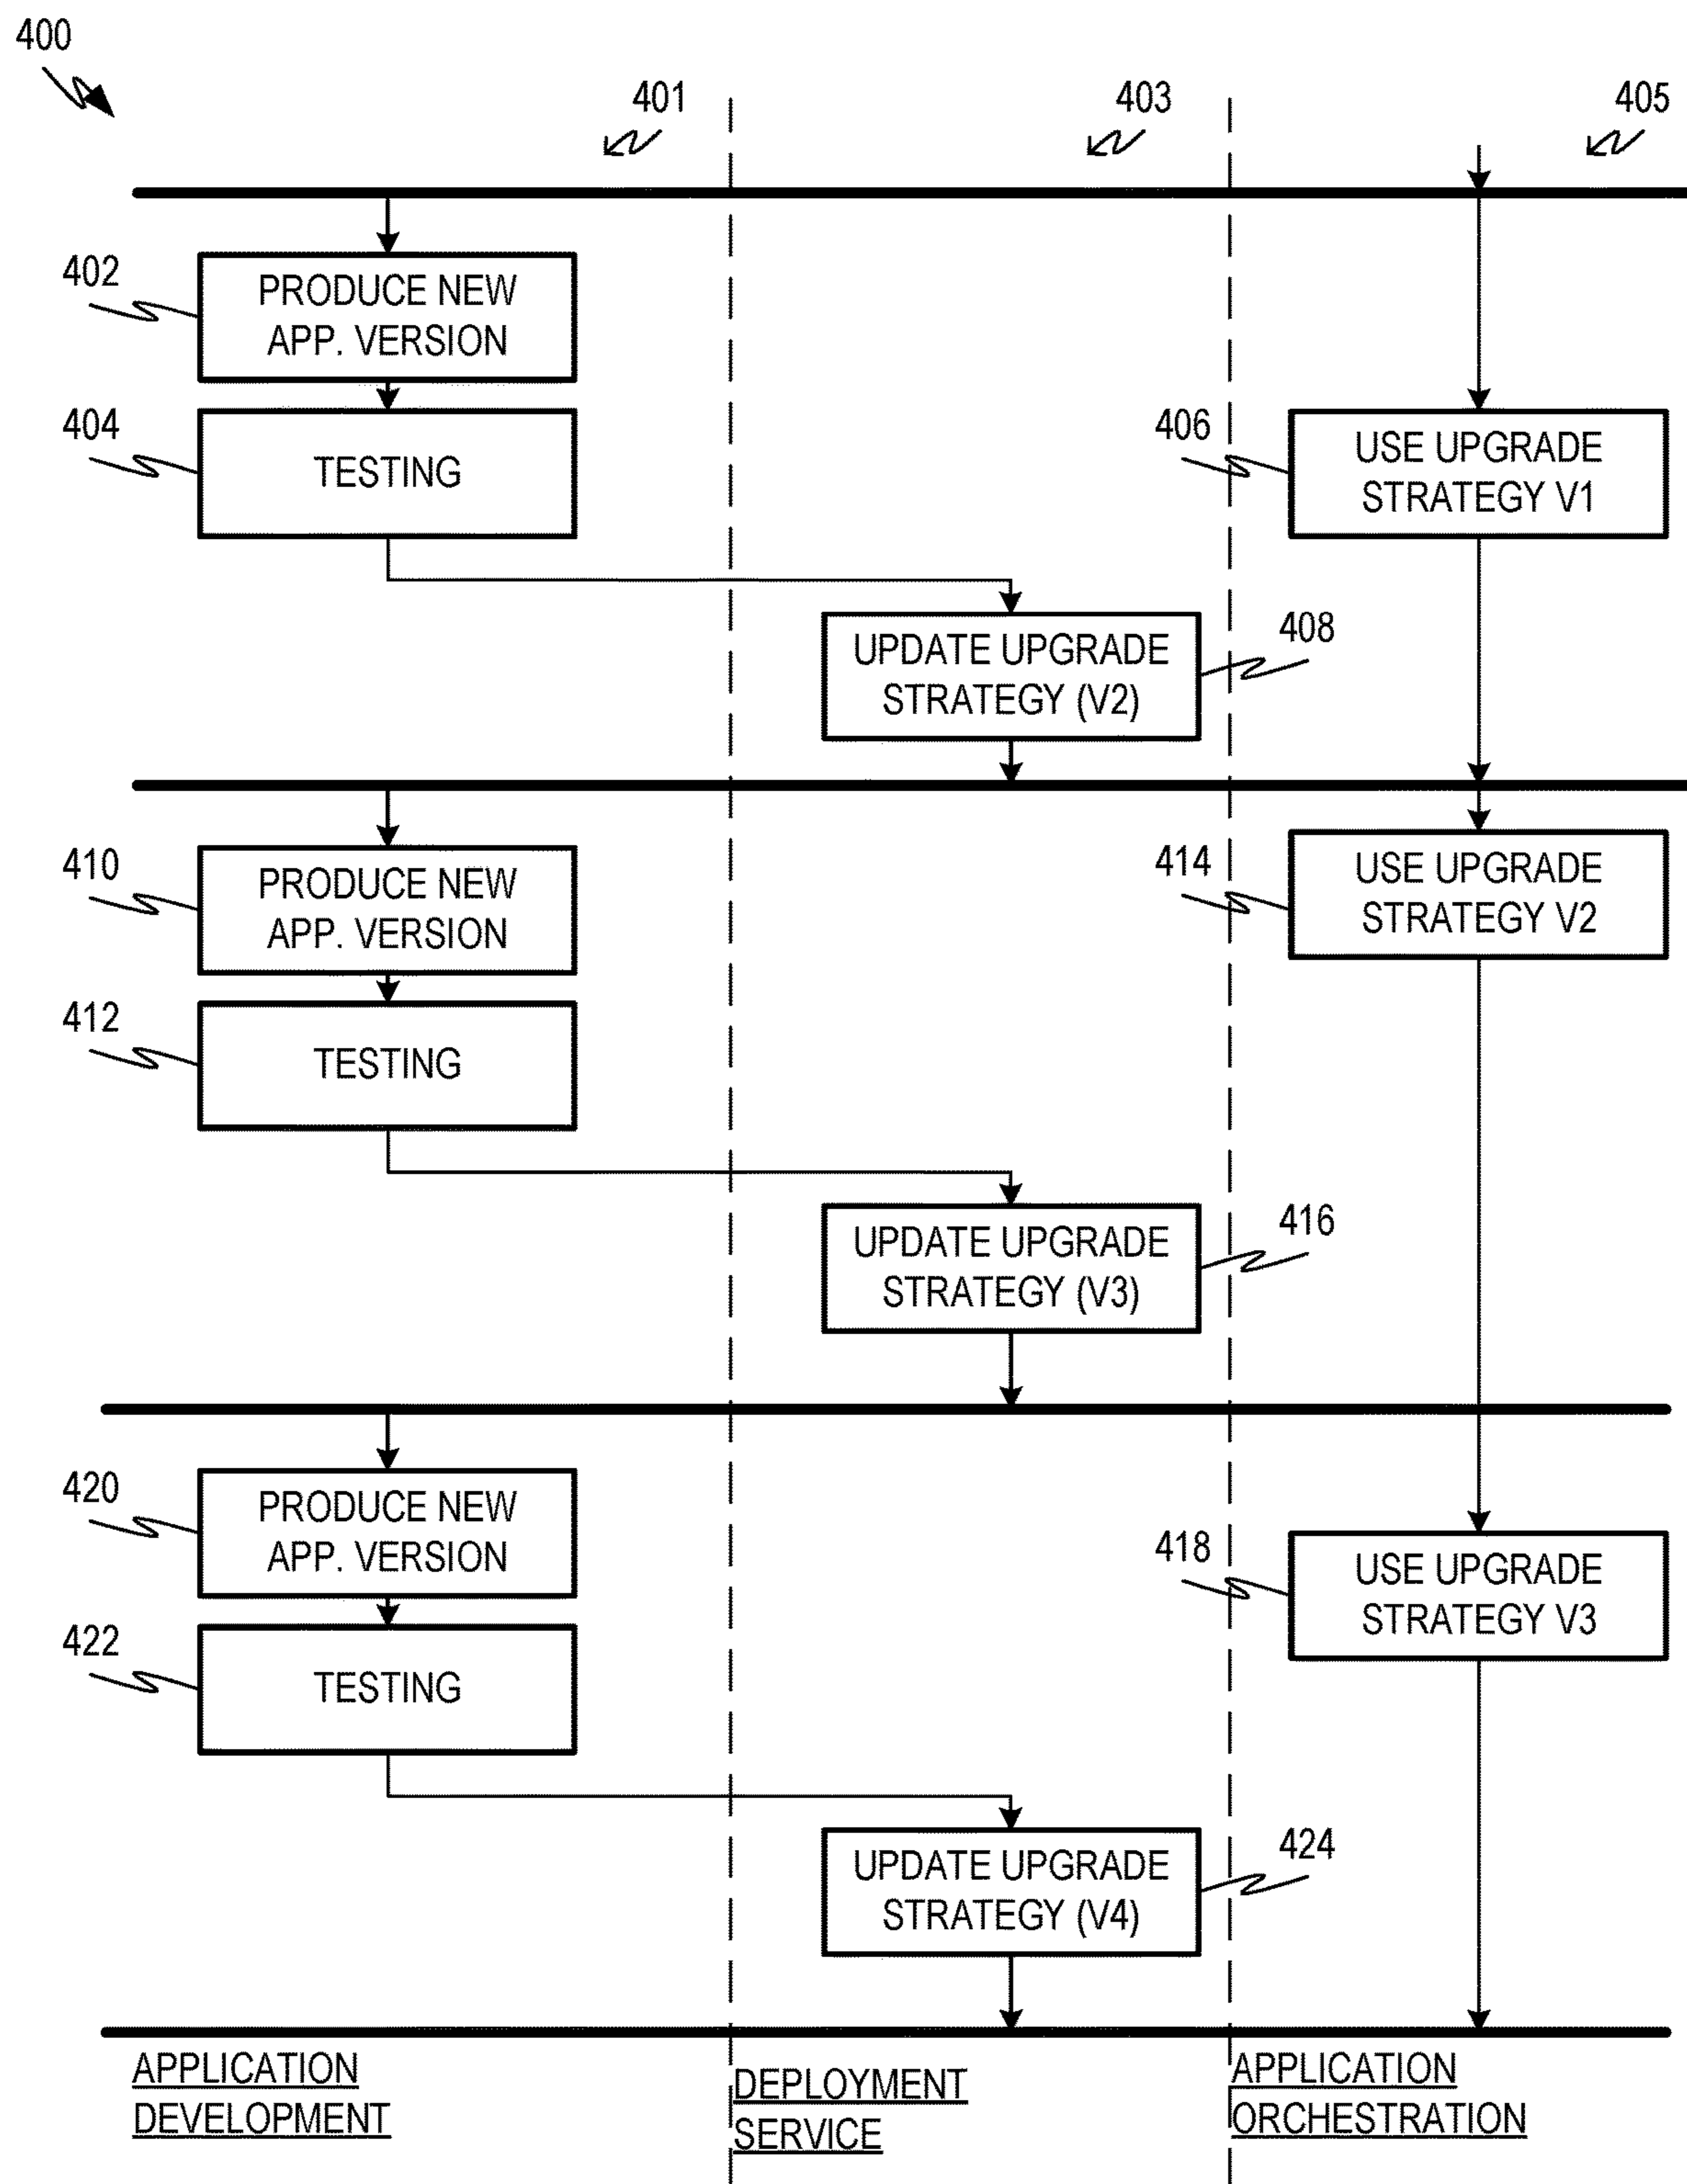 400
401
403
405
402
PRODUCE NEW
APP. VERSION
404
TESTING
406
USE UPGRADE
STRATEGY V1
UPDATE UPGRADE
STRATEGY (V2)
408
410
PRODUCE NEW
APP. VERSION
414
USE UPGRADE
STRATEGY V2
412
TESTING
UPDATE UPGRADE
STRATEGY (V3)
416
420
PRODUCE NEW
APP. VERSION
418
USE UPGRADE
STRATEGY V3
422
TESTING
UPDATE UPGRADE
STRATEGY (V4)
424
APPLICATION
DEVELOPMENT
DEPLOYMENT
SERVICE
APPLICATION
ORCHESTRATION